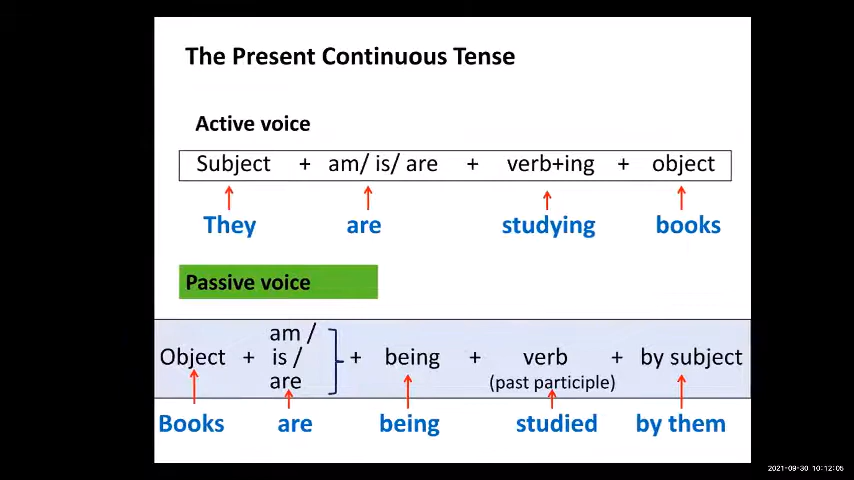 The Present Continuous Tense
Active voice
Subject + am/ is/ are + verb+ing + object
They are studying books
Passive voice
Object + am / is / are + being + verb (past participle) + by subject
Books are being studied by them
2021-09-30 10:12:05